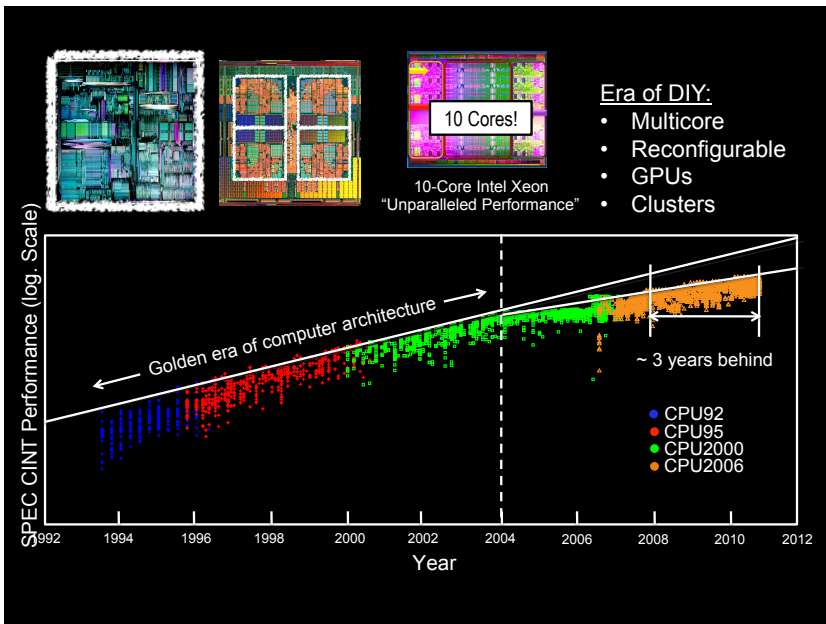 10 Cores!
10-Core Intel Xeon
“Unparalleled Performance”
Era of DIY:
• Multicore
• Reconfigurable
• GPUs
• Clusters
SPEC CINT Performance (log. Scale)
Golden era of computer architecture
~ 3 years behind
CPU92
CPU95
CPU2000
CPU2006
1992 1994 1996 1998 2000 2002 2004 2006 2008 2010 2012
Year